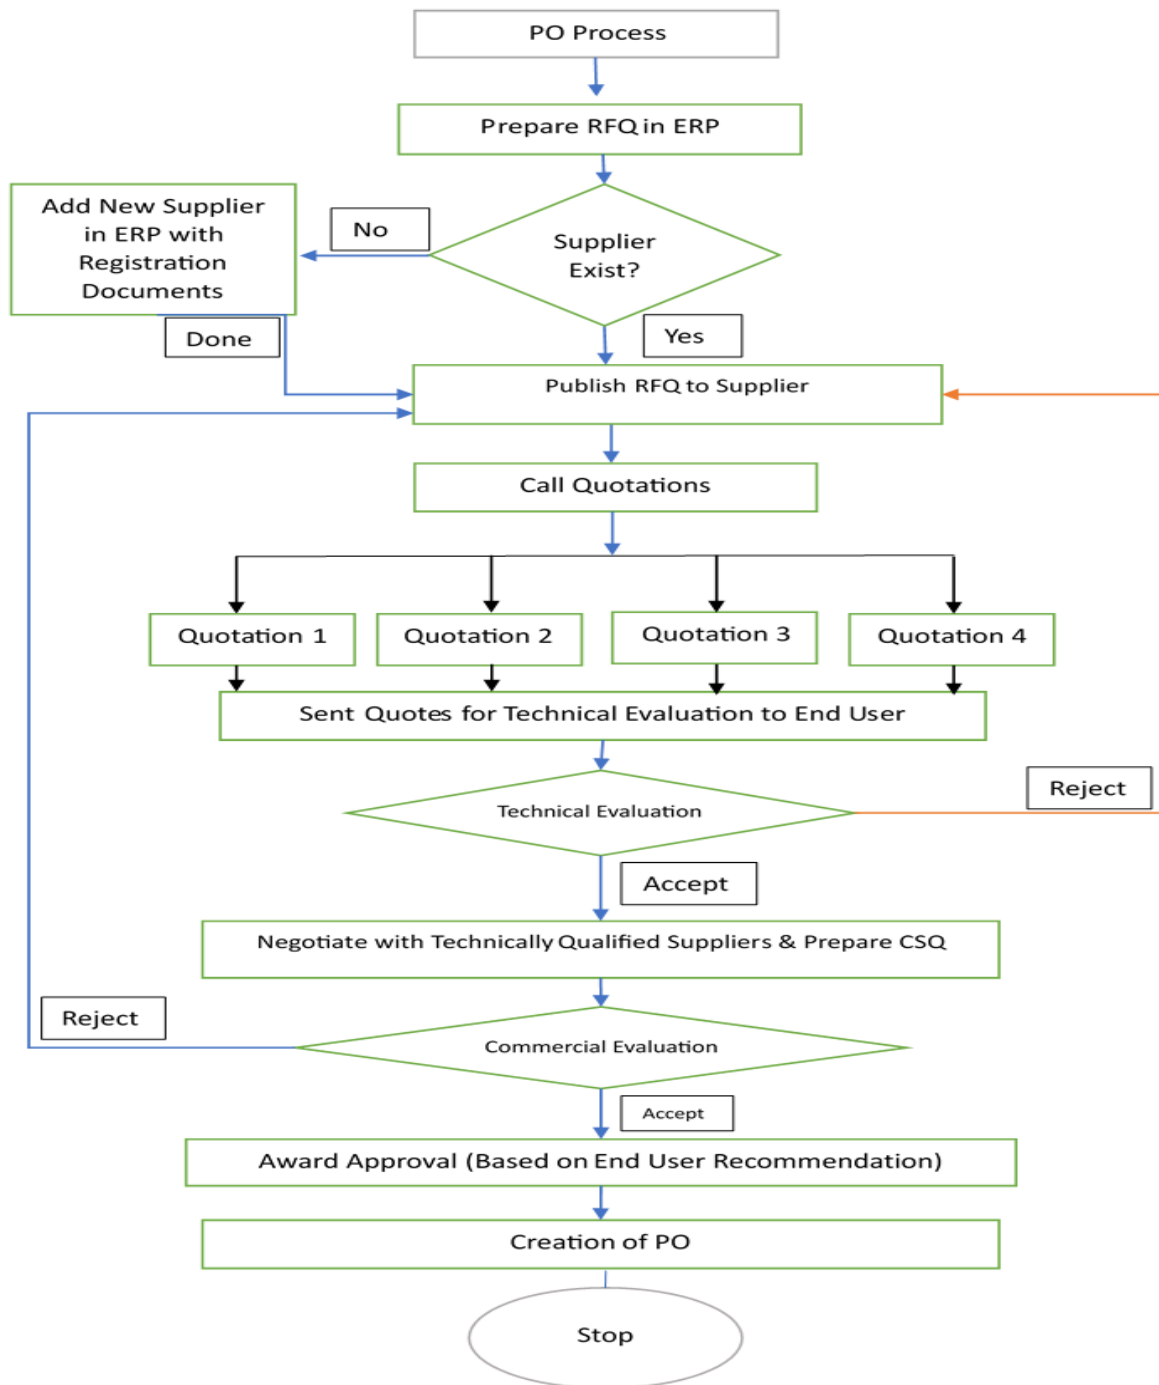 PO Process
Prepare RFQ in ERP
Add New Supplier
in ERP with
Registration
Documents
No
Supplier
Exist?
Done
Yes
Publish RFQ to Supplier
Call Quotations
Quotation 1
Quotation 2
Quotation 3
Quotation 4
Sent Quotes for Technical Evaluation to End User
Technical Evaluation
Reject
Accept
Negotiate with Technically Qualified Suppliers & Prepare CSQ
Reject
Commercial Evaluation
Accept
Award Approval (Based on End User Recommendation)
Creation of PO
Stop